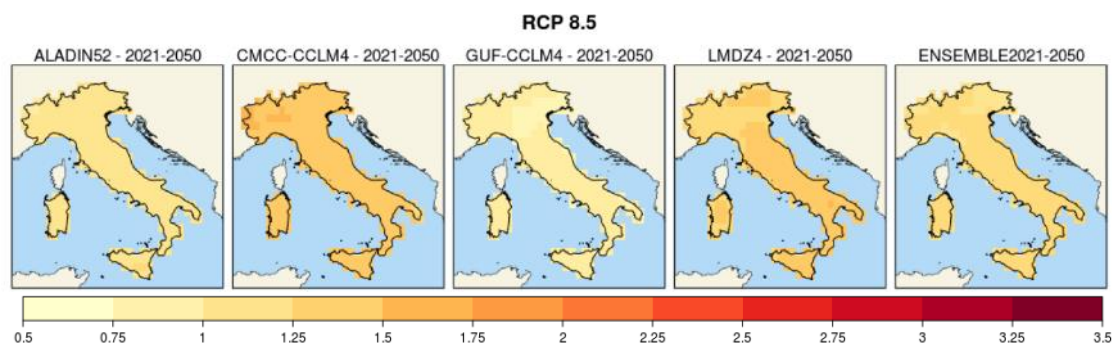 RCP 8.5
ALADIN52 - 2021-2050 CMCC-CCLM4 - 2021-2050 GUF-CCLM4 - 2021-2050 LMDZ4 - 2021-2050 ENSEMBLE2021-2050
0.5 0.75 1 1.25 1.5 1.75 2 2.25 2.5 2.75 3 3.25 3.5